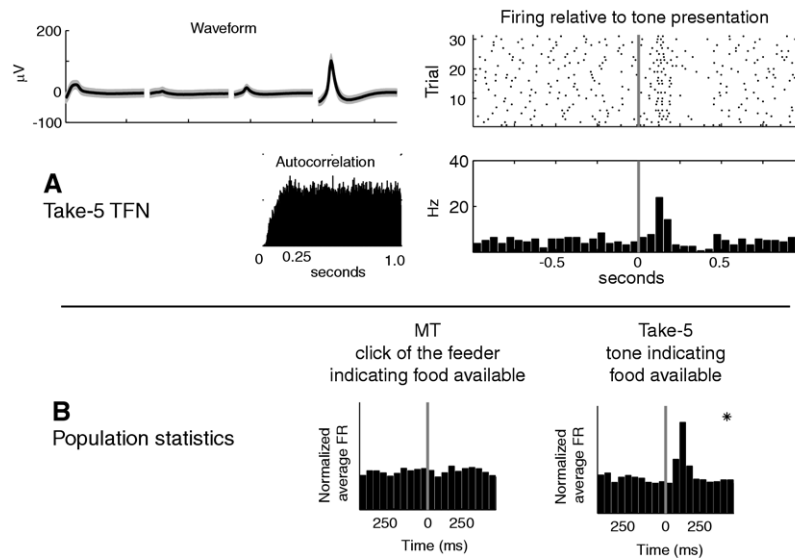 Waveform
Firing relative to tone presentation
200
μV
0
-100
Trial
30
20
10
A
Take-5 TFN
Autocorrelation
0
0.25
1.0
seconds
40
Hz
20
-0.5
0
0.5
seconds
B
Population statistics
MT
click of the feeder
indicating food available
Normalized
average FR
250
0
250
Time (ms)
Take-5
tone indicating
food available
*
Normalized
average FR
250
0
250
Time (ms)